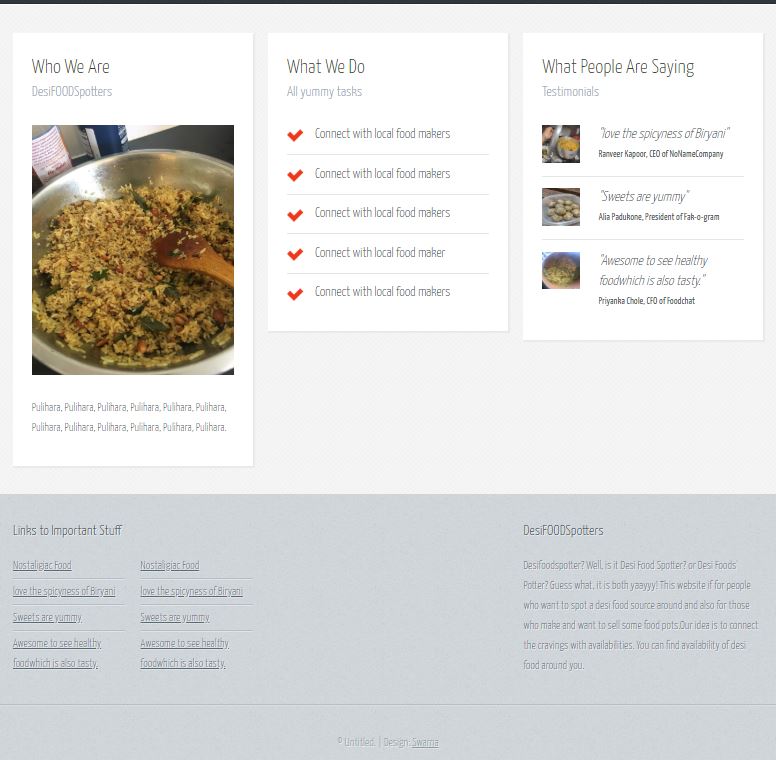 Who We Are
DesiFOODSpotters
Pulihara, Pulihara, Pulihara, Pulihara, Pulihara, Pulihara,
Pulihara, Pulihara, Pulihara, Pulihara, Pulihara, Pulihara.
What We Do
All yummy tasks
Connect with local food makers
Connect with local food makers
Connect with local food makers
Connect with local food maker
Connect with local food makers
What People Are Saying
Testimonials
"love the spicyness of Biryani"
Ranveer Kapoor, CEO of NoNameCompany
"Sweets are yummy"
Alia Padukone, President of Fak-o-gram
"Awesome to see healthy
foodwhich is also tasty."
Priyanka Chole, CFO of Foodchat
Links to Important Stuff
Nostaligiac Food
love the spicyness of Biryani
Sweets are yummy
Awesome to see healthy
foodwhich is also tasty.
Nostaligiac Food
love the spicyness of Biryani
Sweets are yummy
Awesome to see healthy
foodwhich is also tasty.
DesiFOODSpotters
Desifoodspotter? Well, is it Desi Food Spotter? or Desi Foods
Potter? Guess what, it is both yaayyy! This website if for people
who want to spot a desi food source around and also for those
who make and want to sell some food pots.Our idea is to connect
the cravings with availabilities. You can find availability of desi
food around you.
© Untitled. | Design: Swarna